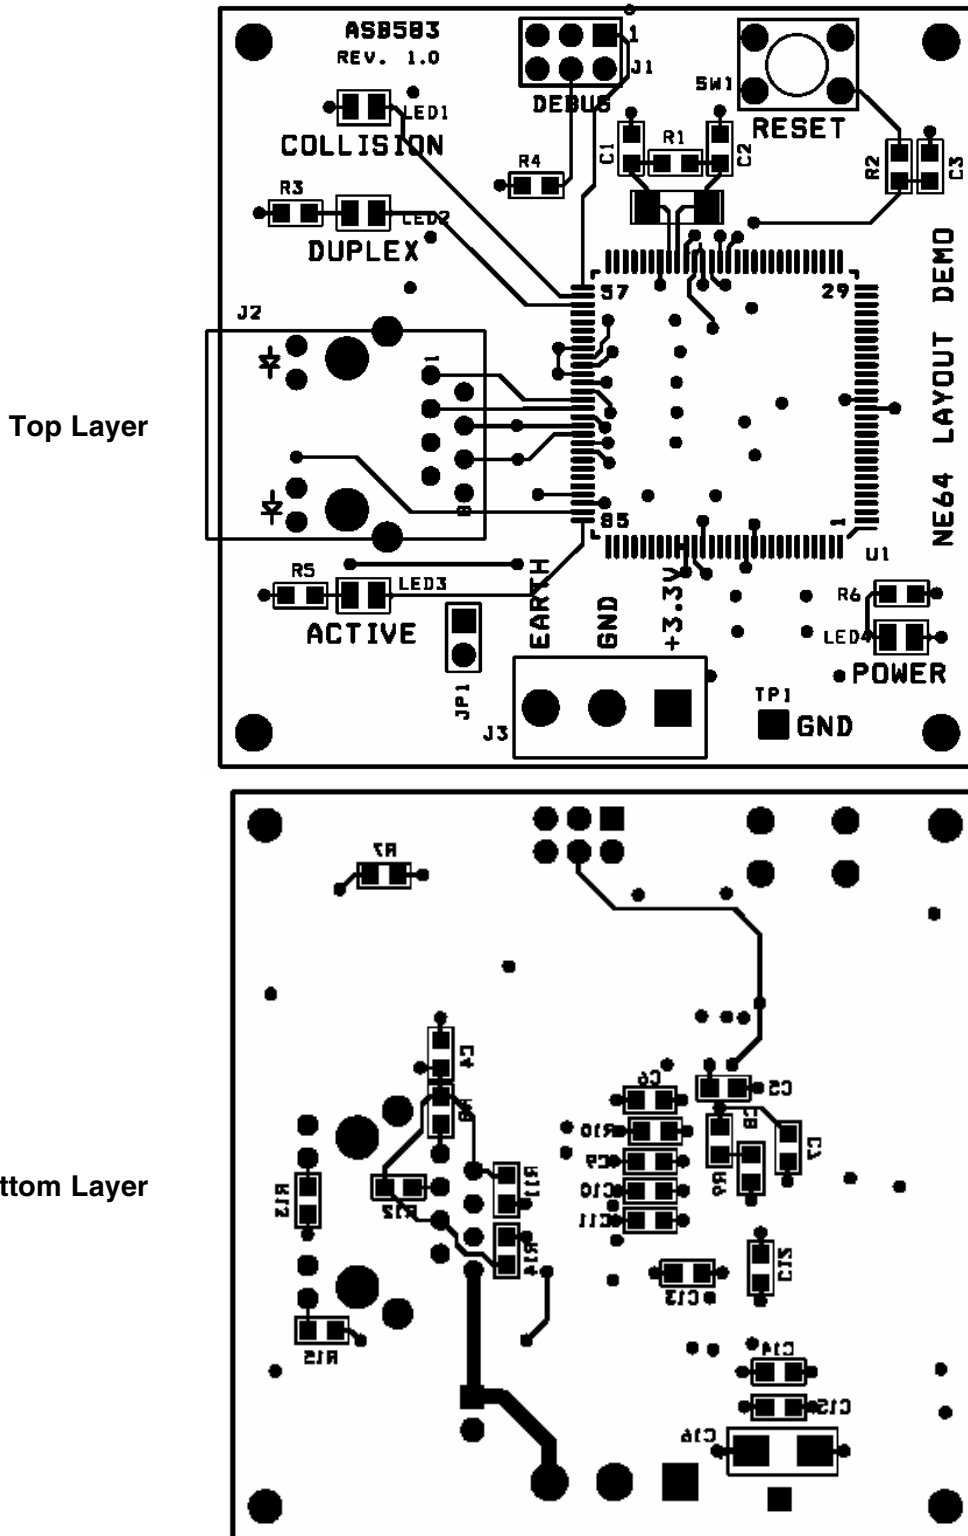 ASB583
REV. 1.0
1
J1
DEBUG
SW1
RESET
LED1
COLLISION
C1
R1
C2
R2
C3
R4
R3
LED2
DUPLEX
NE64 LAYOUT DEMO
57
29
J2
1
8
Top Layer
85
1
U1
R5
LED3
ACTIVE
EARTH
GND
+3.3V
R6
LED4
POWER
JP1
J3
TP1
GND
R7
C4
R8
C6
C5
R10
C8
C7
C9
R9
C10
C11
R11
R12
R13
R14
C12
C13
R15
C14
C15
C16
ttom Layer